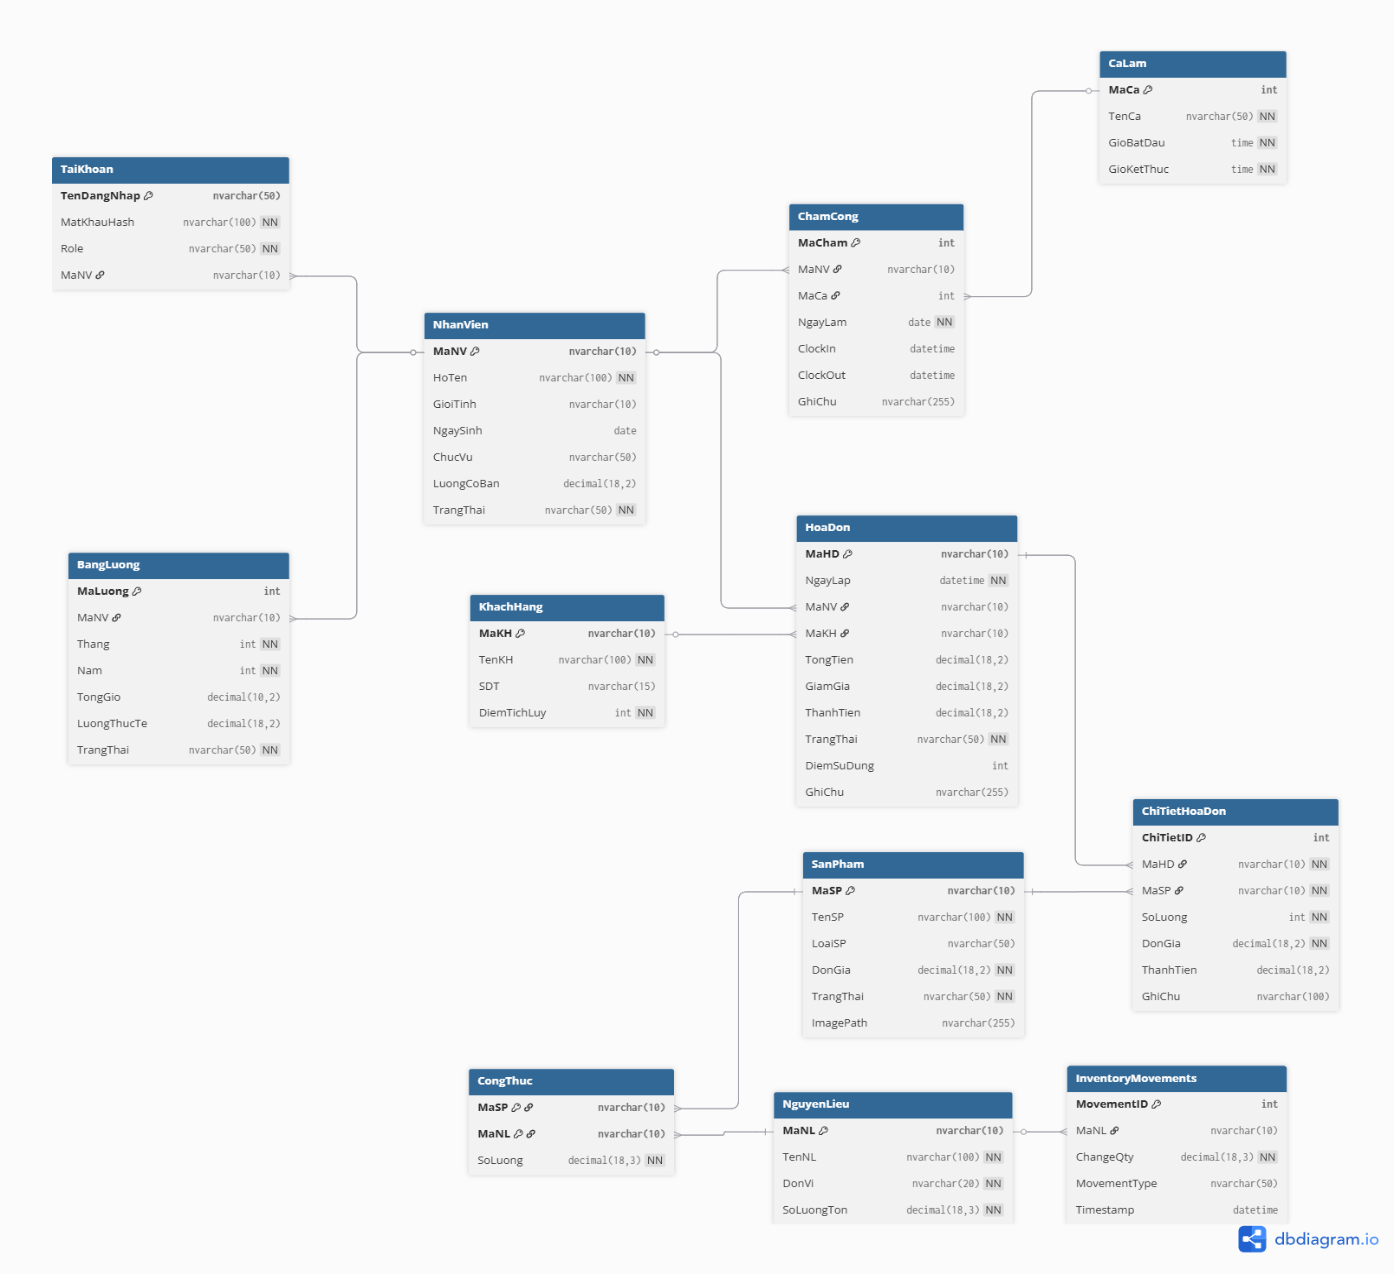 CaLam
MaCa int
TenCa nvarchar(50) NN
GioBatDau time NN
GioKetThuc time NN
TaiKhoan
TenDangNhap nvarchar(50)
MatKhauHash nvarchar(100) NN
Role nvarchar(50) NN
MaNV nvarchar(10)
ChamCong
MaCham int
MaNV nvarchar(10)
MaCa int
NgayLam date NN
ClockIn datetime
ClockOut datetime
GhiChu nvarchar(255)
NhanVien
MaNV nvarchar(10)
HoTen nvarchar(100) NN
GioiTinh nvarchar(10)
NgaySinh date
ChucVu nvarchar(50)
LuongCoBan decimal(18,2)
TrangThai nvarchar(50) NN
BangLuong
MaLuong int
MaNV nvarchar(10)
Thang int NN
Nam int NN
TongGio decimal(10,2)
LuongThucTe decimal(18,2)
TrangThai nvarchar(50) NN
KhachHang
MaKH nvarchar(10)
TenKH nvarchar(100) NN
SDT nvarchar(15)
DiemTichLuy int NN
HoaDon
MaHD nvarchar(10)
NgayLap datetime NN
MaNV nvarchar(10)
MaKH nvarchar(10)
TongTien decimal(18,2)
GiamGia decimal(18,2)
ThanhTien decimal(18,2)
TrangThai nvarchar(50) NN
DiemSuDung int
GhiChu nvarchar(255)
ChiTietHoaDon
ChiTietID int
MaHD nvarchar(10) NN
MaSP nvarchar(10) NN
SoLuong int NN
DonGia decimal(18,2) NN
ThanhTien decimal(18,2)
GhiChu nvarchar(100)
SanPham
MaSP nvarchar(10)
TenSP nvarchar(100) NN
LoaiSP nvarchar(50)
DonGia decimal(18,2) NN
TrangThai nvarchar(50) NN
ImagePath nvarchar(255)
CongThuc
MaSP nvarchar(10)
MaNL nvarchar(10)
SoLuong decimal(18,3) NN
NguyenLieu
MaNL nvarchar(10)
TenNL nvarchar(100) NN
DonVi nvarchar(20) NN
SoLuongTon decimal(18,3) NN
InventoryMovements
MovementID int
MaNL nvarchar(10)
ChangeQty decimal(18,3) NN
MovementType nvarchar(50)
Timestamp datetime
dbdiagram.io